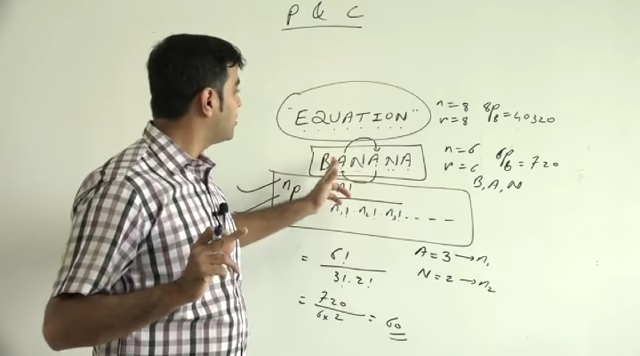 P & C
"EQUATION"
n=8
r=8
8P8=40320
BANANA
n=6
r=6
6P6=720
B, A, N
nP
n!
n1! · n2! · n3! · - - - -
= 6! / 3! · 2!
A = 3 → n1
N = 2 → n2
= 720 / 6×2 = 60